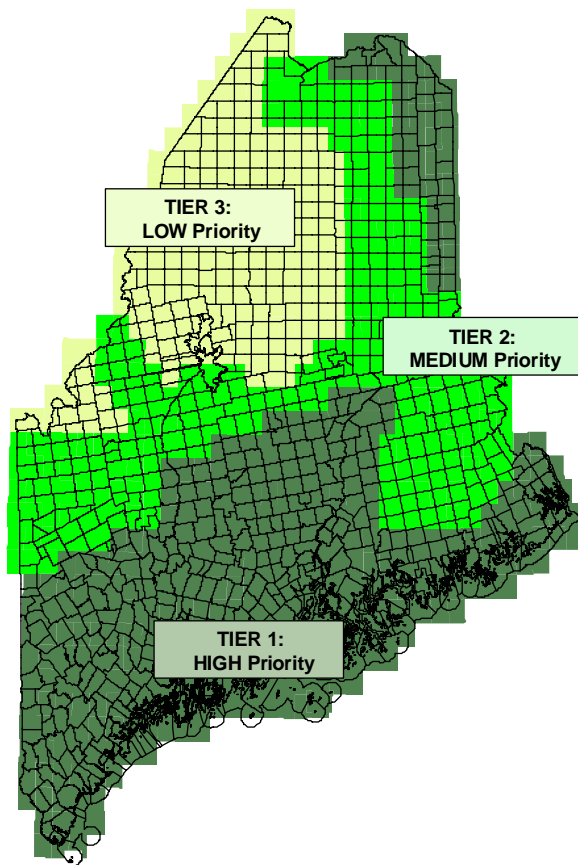 TIER 3:
LOW Priority
TIER 2:
MEDIUM Priority
TIER 1:
HIGH Priority